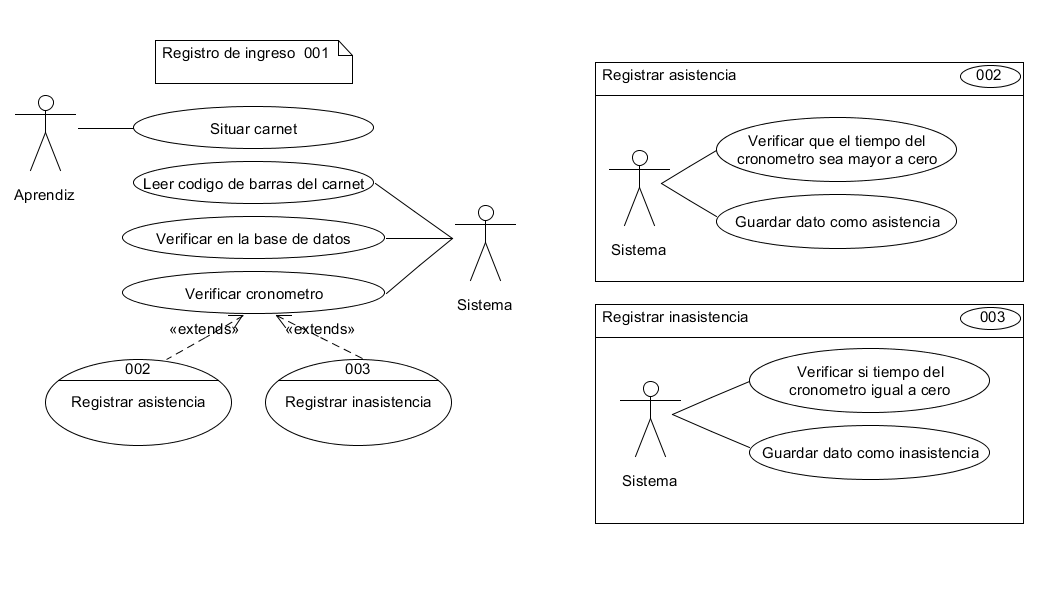 Registro de ingreso  001
Situar carnet
Aprendiz
Leer codigo de barras del carnet
Verificar en la base de datos
Verificar cronometro
Sistema
«extends»
«extends»
002
Registrar asistencia
003
Registrar inasistencia
Registrar asistencia
002
Verificar que el tiempo del
cronometro sea mayor a cero
Guardar dato como asistencia
Sistema
Registrar inasistencia
003
Verificar si tiempo del
cronometro igual a cero
Guardar dato como inasistencia
Sistema